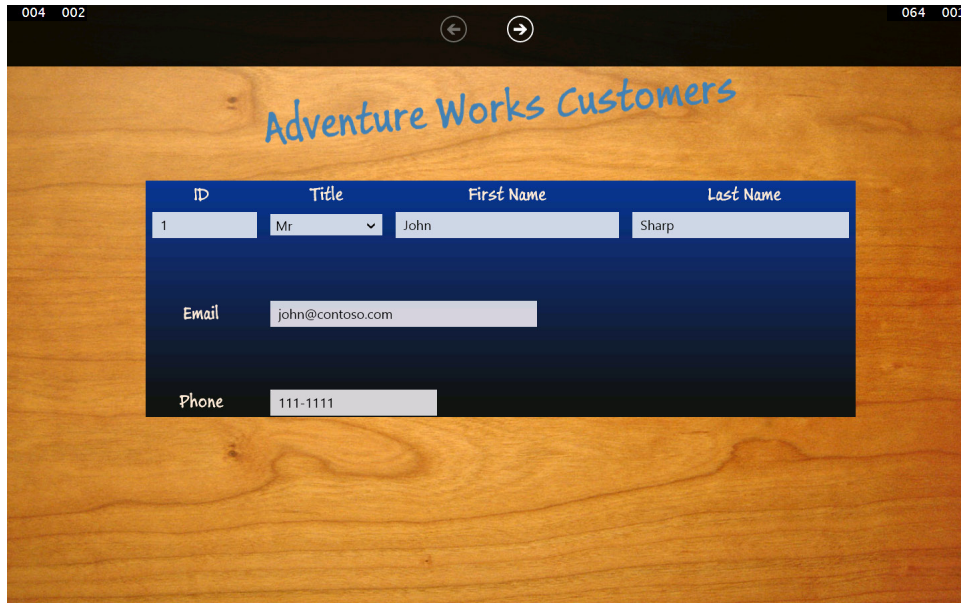 004 002 064 001
Adventure Works Customers
ID Title First Name Last Name
1 Mr John Sharp
Email john@contoso.com
Phone 111-1111